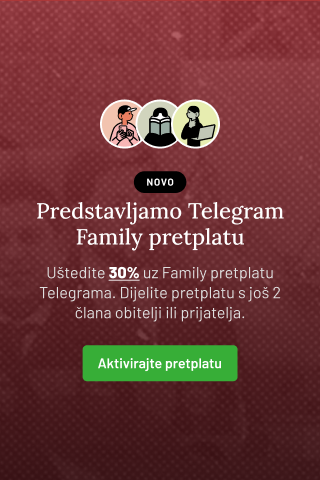 NOVO
Predstavljamo Telegram
Family pretplatu
Uštedite 30% uz Family pretplatu
Telegrama. Dijelite pretplatu s još 2
člana obitelji ili prijatelja.
Aktivirajte pretplatu